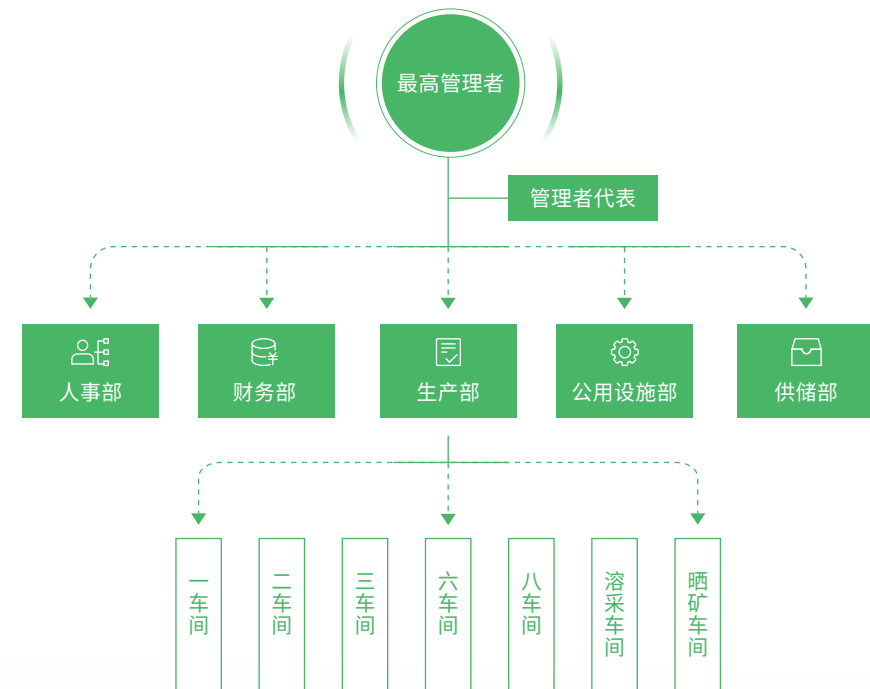 最高管理者
管理者代表
人事部
财务部
生产部
公用设施部
供储部
一车间
二车间
三车间
六车间
八车间
溶采车间
晒矿车间